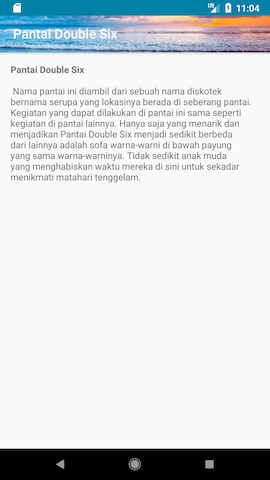 11:04
Pantai Double Six
Pantai Double Six
Nama pantai ini diambil dari sebuah nama diskotek
bernama serupa yang lokasinya berada di seberang pantai.
Kegiatan yang dapat dilakukan di pantai ini sama seperti
kegiatan di pantai lainnya. Hanya saja yang menarik dan
menjadikan Pantai Double Six menjadi sedikit berbeda
dari lainnya adalah sofa warna-warni di bawah payung
yang sama warna-warninya. Tidak sedikit anak muda
yang menghabiskan waktu mereka di sini untuk sekadar
menikmati matahari tenggelam.